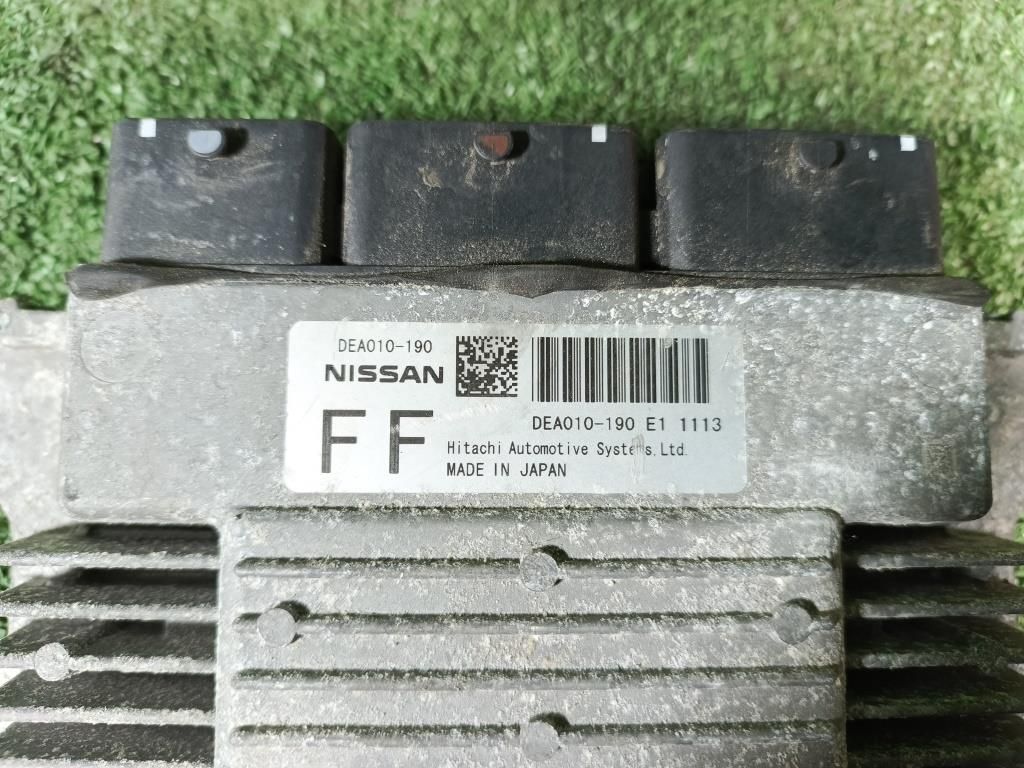 DEA010-190
NISSAN
FF
DEA010-190 E1 1113
Hitachi Automotive Systems, Ltd.
MADE IN JAPAN